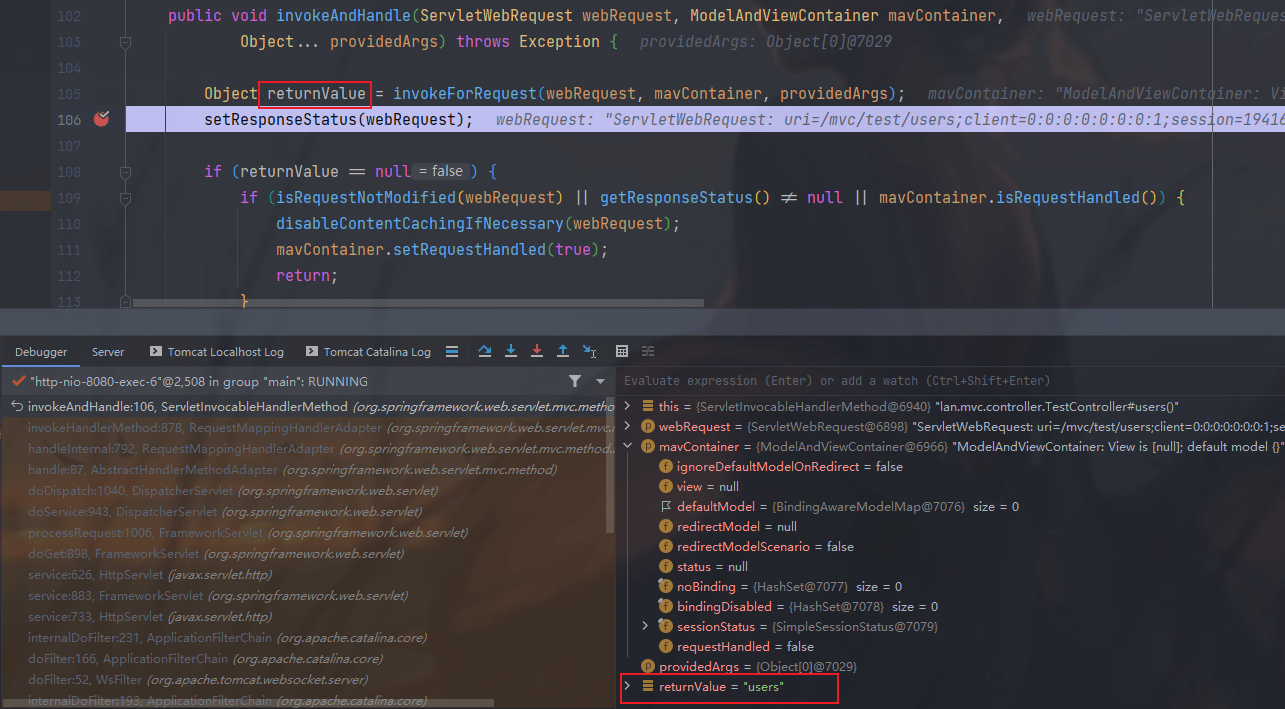 102 public void invokeAndHandle(ServletWebRequest webRequest, ModelAndViewContainer mavContainer, webRequest: "ServletWebReques
103 Object... providedArgs) throws Exception { providedArgs: Object[0]@7029
104
105 Object returnValue = invokeForRequest(webRequest, mavContainer, providedArgs); mavContainer: "ModelAndViewContainer: Vi
106 setResponseStatus(webRequest); webRequest: "ServletWebRequest: uri=/mvc/test/users;client=0:0:0:0:0:0:0:1;session=19416
107
108 if (returnValue == null = false ) {
109 if (isRequestNotModified(webRequest) || getResponseStatus() ≠ null || mavContainer.isRequestHandled()) {
110 disableContentCachingIfNecessary(webRequest);
111 mavContainer.setRequestHandled(true);
112 return;
113 }
Debugger Server Tomcat Localhost Log Tomcat Catalina Log
"http-nio-8080-exec-6"@2,508 in group "main": RUNNING
invokeAndHandle:106, ServletInvocableHandlerMethod (org.springframework.web.servlet.mvc.metho
invokeHandlerMethod:878, RequestMappingHandlerAdapter (org.springframework.web.servlet.mvc.
handleInternal:792, RequestMappingHandlerAdapter (org.springframework.web.servlet.mvc.method.
handle:87, AbstractHandlerMethodAdapter (org.springframework.web.servlet.mvc.method)
doDispatch:1040, DispatcherServlet (org.springframework.web.servlet)
doService:943, DispatcherServlet (org.springframework.web.servlet)
processRequest:1006, FrameworkServlet (org.springframework.web.servlet)
doGet:898, FrameworkServlet (org.springframework.web.servlet)
service:626, HttpServlet (javax.servlet.http)
service:883, FrameworkServlet (org.springframework.web.servlet)
service:733, HttpServlet (javax.servlet.http)
internalDoFilter:231, ApplicationFilterChain (org.apache.catalina.core)
doFilter:166, ApplicationFilterChain (org.apache.catalina.core)
doFilter:52, WsFilter (org.apache.tomcat.websocket.server)
internalDoFilter:193, ApplicationFilterChain (org.apache.catalina.core)
Evaluate expression (Enter) or add a watch (Ctrl+Shift+Enter)
this = {ServletInvocableHandlerMethod@6940} "lan.mvc.controller.TestController#users()"
webRequest = {ServletWebRequest@6898} "ServletWebRequest: uri=/mvc/test/users;client=0:0:0:0:0:0:0:1;se
mavContainer = {ModelAndViewContainer@6966} "ModelAndViewContainer: View is [null]; default model {}"
ignoreDefaultModelOnRedirect = false
view = null
defaultModel = {BindingAwareModelMap@7076} size = 0
redirectModel = null
redirectModelScenario = false
status = null
noBinding = {HashSet@7077} size = 0
bindingDisabled = {HashSet@7078} size = 0
sessionStatus = {SimpleSessionStatus@7079}
requestHandled = false
providedArgs = {Object[0]@7029}
returnValue = "users"